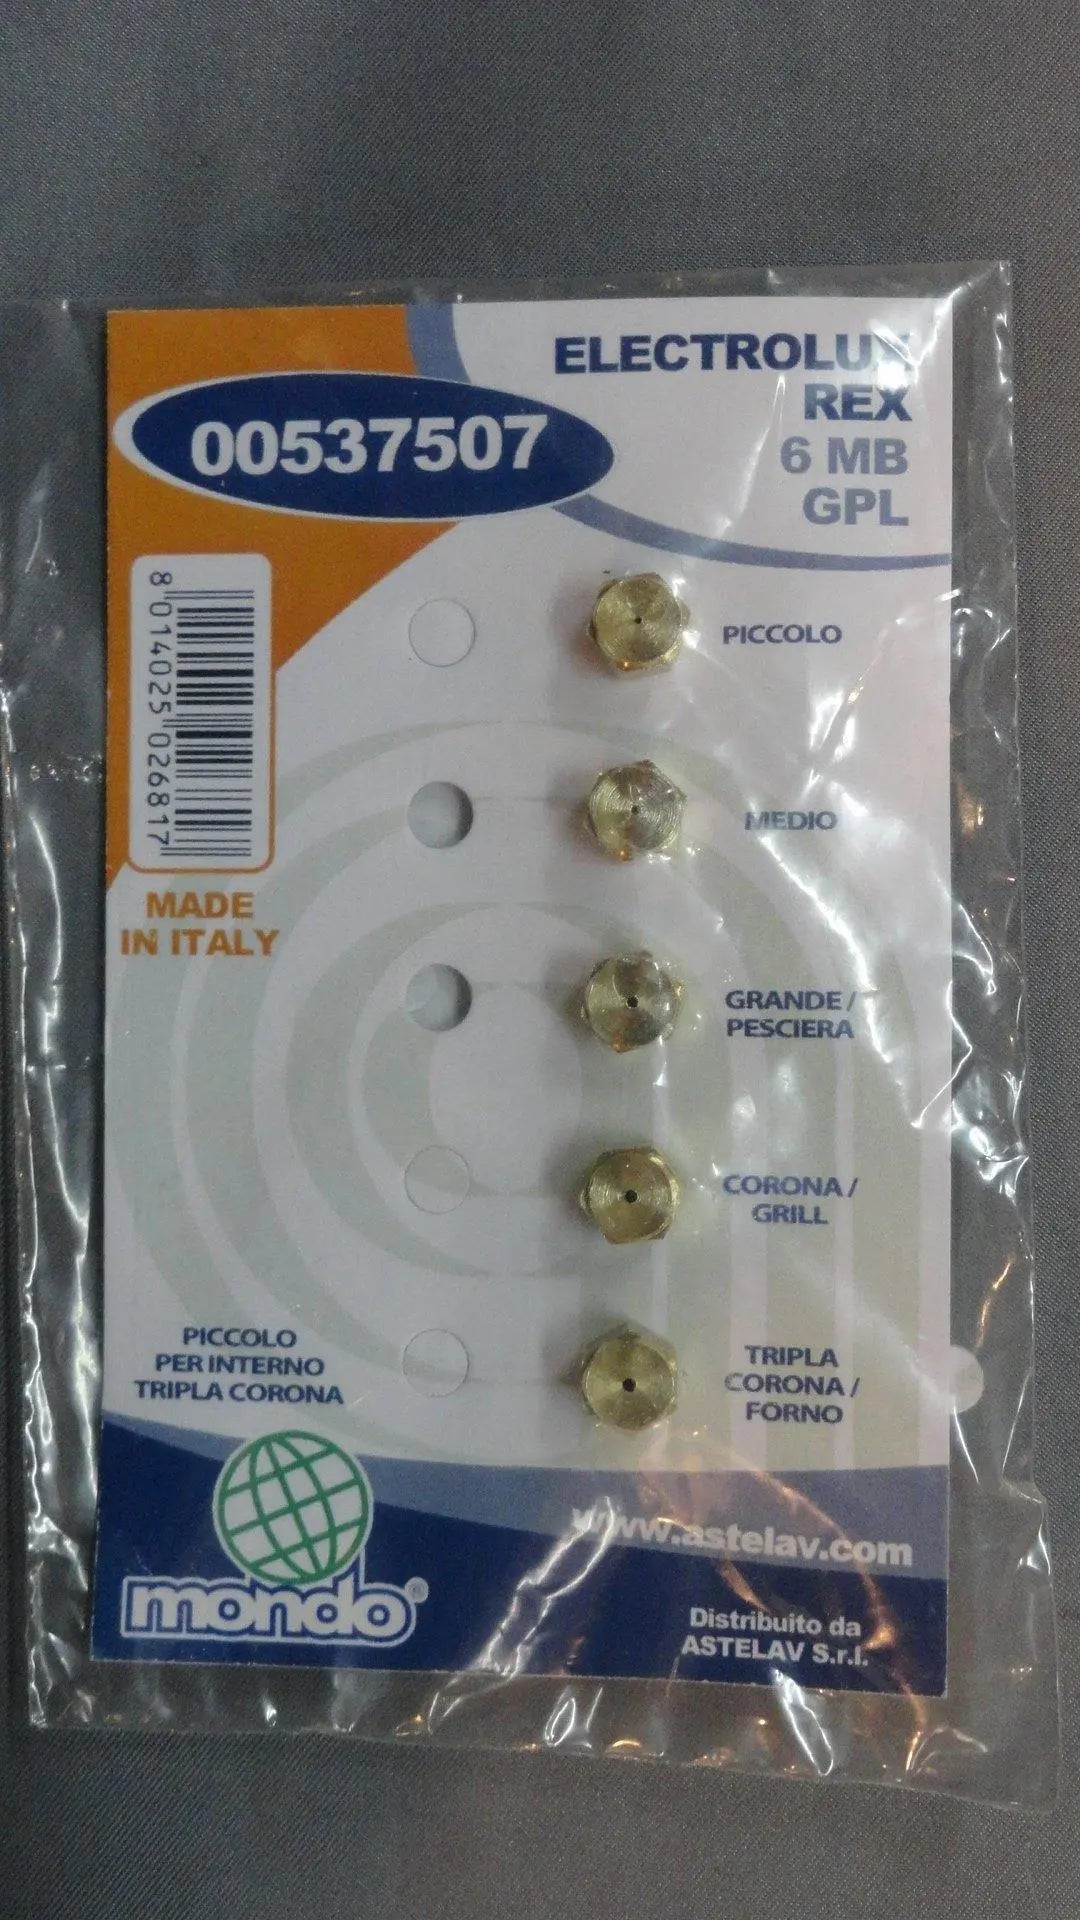 ELECTROLUX
REX
6 MB
GPL
00537507
8 014025 026817
MADE
IN ITALY
PICCOLO
MEDIO
GRANDE/
PESCIERA
CORONA/
GRILL
PICCOLO
PER INTERNO
TRIPLA CORONA
TRIPLA
CORONA/
FORNO
mondo®
www.astelav.com
Distribuito da
ASTELAV S.r.l.